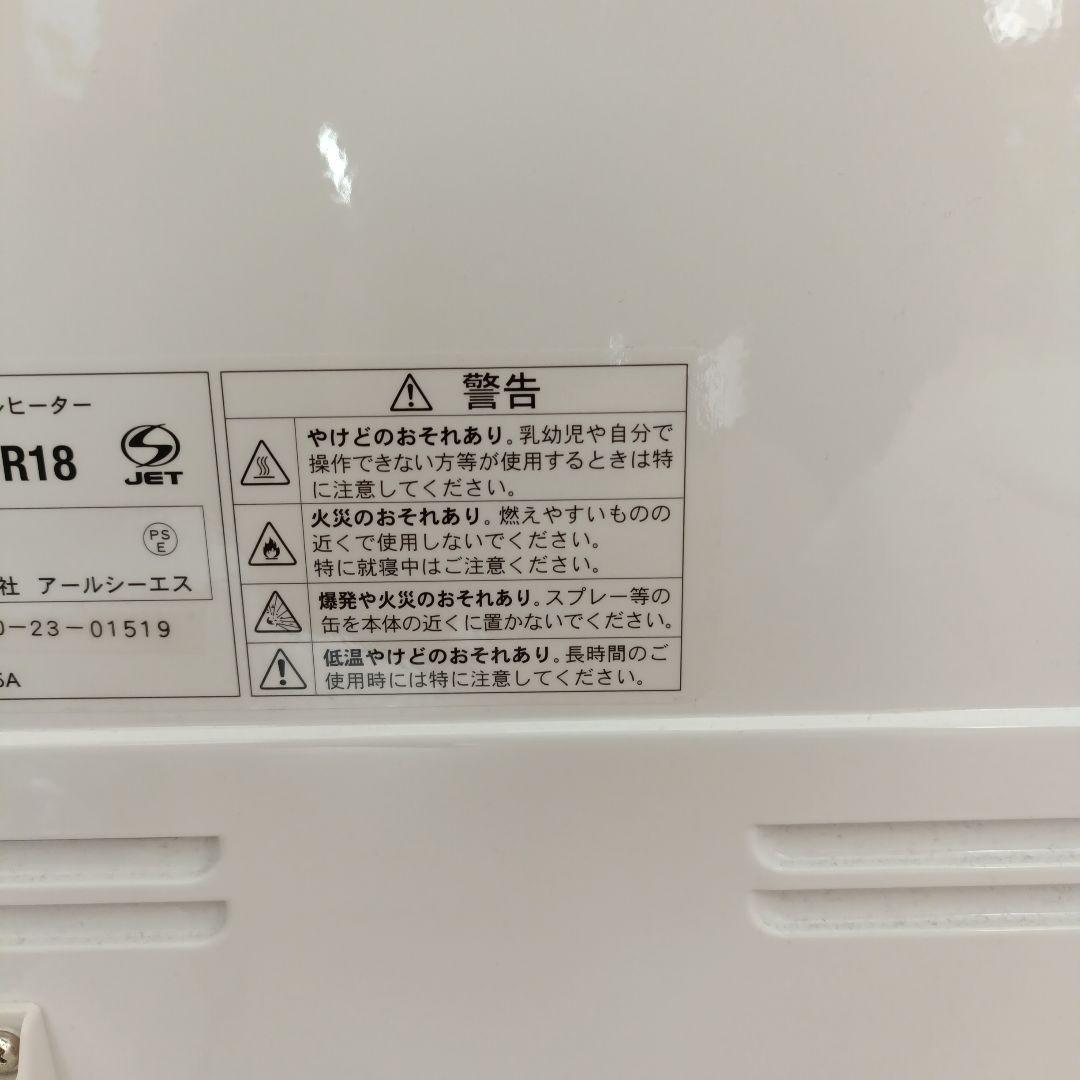 ルヒーター
R18
JET
PS
E
社 アールシーエス
0-23-01519
5A
警告
やけどのおそれあり。乳幼児や自分で
操作できない方等が使用するときは特
に注意してください。
火災のおそれあり。燃えやすいものの
近くで使用しないでください。
特に就寝中はご注意ください。
爆発や火災のおそれあり。スプレー等の
缶を本体の近くに置かないでください。
低温やけどのおそれあり。長時間のご
使用時には特に注意してください。